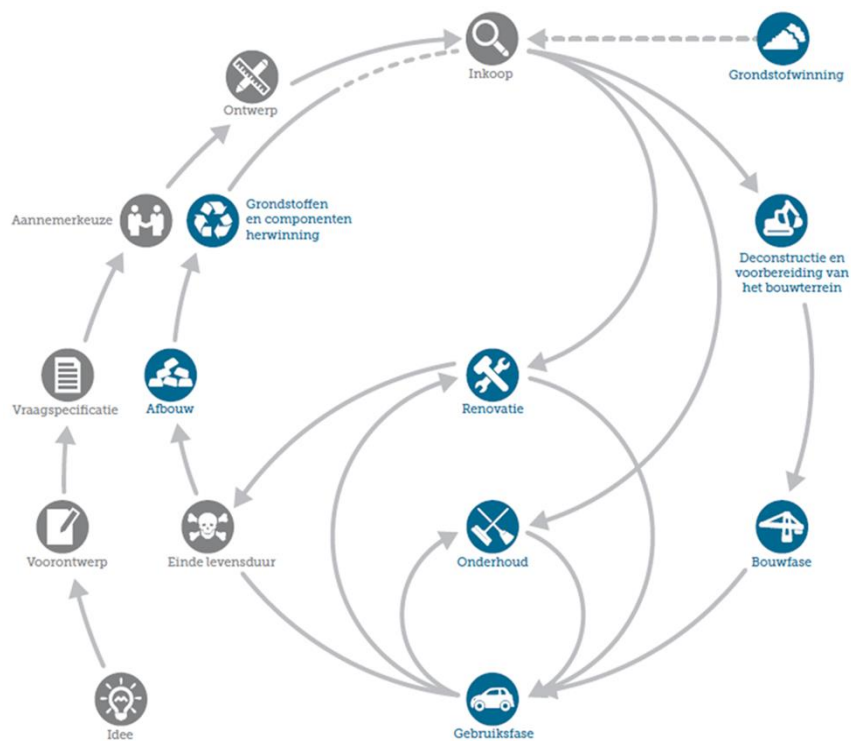 Inkoop
Grondstofwinning
Ontwerp
Aannemerkeuze
Grondstoffen
en componenten
herwinning
Deconstructie en
voorbereiding van
het bouwterrein
Vraagspecificatie
Afbouw
Renovatie
Voorontwerp
Einde levensduur
Onderhoud
Bouwfase
Idee
Gebruiksfase